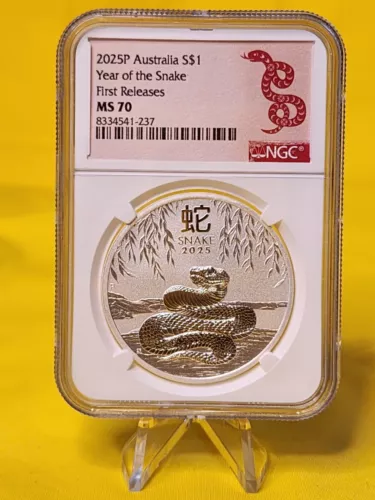 2025P Australia S$1
Year of the Snake
First Releases
MS 70
8334541-237
NGC
蛇
SNAKE
2025